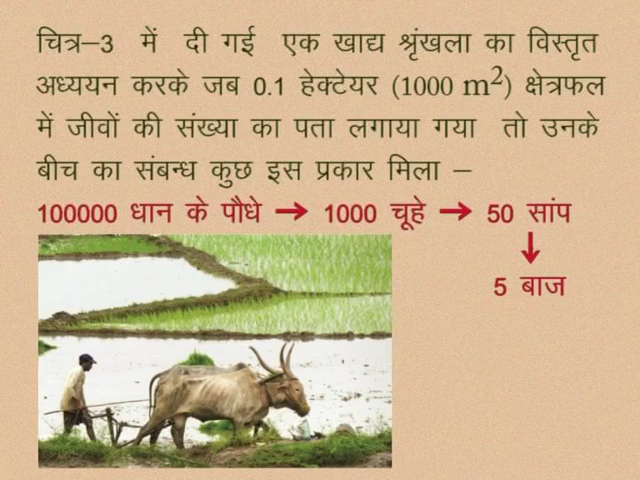 चित्र–3 में दी गई एक खाद्य श्रृंखला का विस्तृत
अध्ययन करके जब 0.1 हेक्टेयर (1000 m²) क्षेत्रफल
में जीवों की संख्या का पता लगाया गया तो उनके
बीच का संबन्ध कुछ इस प्रकार मिला –
100000 धान के पौधे → 1000 चूहे → 50 सांप
↓
5 बाज